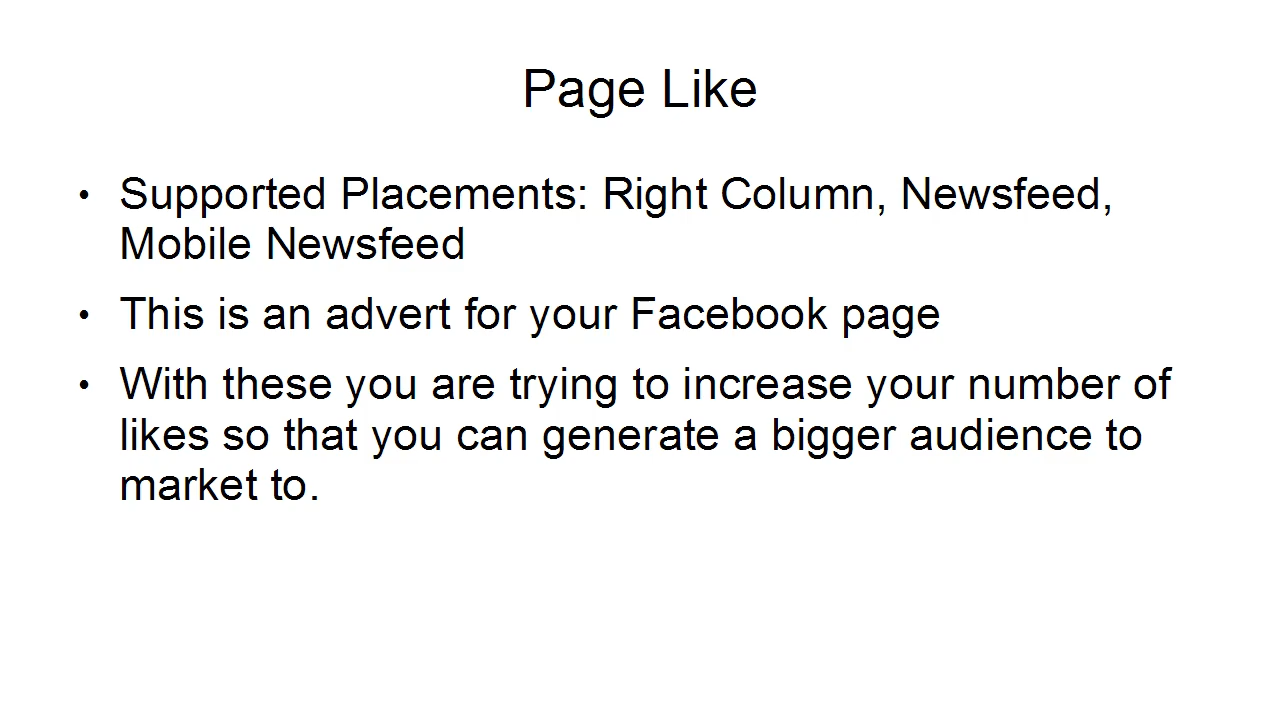 Page Like
• Supported Placements: Right Column, Newsfeed,
Mobile Newsfeed
• This is an advert for your Facebook page
• With these you are trying to increase your number of
likes so that you can generate a bigger audience to
market to.